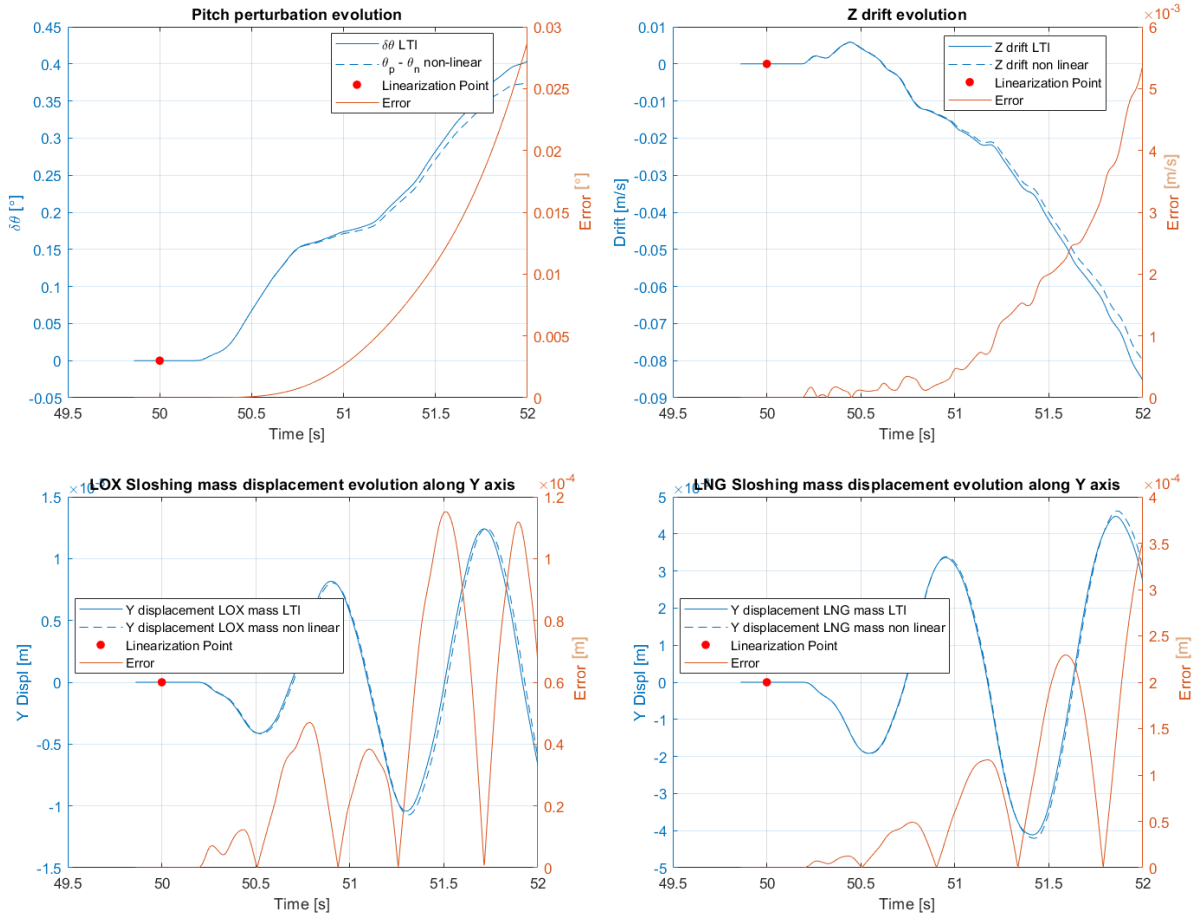 Pitch perturbation evolution
0.45
0.4
0.35
0.3
0.25
0.2
0.15
0.1
0.05
0
-0.05
δθ [°]
δθ LTI
θp - θn non-linear
Linearization Point
Error
0.03
0.025
0.02
0.015
0.01
0.005
0
Error [°]
49.5 50 50.5 51 51.5 52
Time [s]
Z drift evolution
×10-3
0.01
0
-0.01
-0.02
-0.03
-0.04
-0.05
-0.06
-0.07
-0.08
-0.09
Drift [m/s]
Z drift LTI
Z drift non linear
Linearization Point
Error
6
5
4
3
2
1
0
Error [m/s]
49.5 50 50.5 51 51.5 52
Time [s]
LOX Sloshing mass displacement evolution along Y axis
×10-4
1.5
1
0.5
0
-0.5
-1
-1.5
Y Displ [m]
Y displacement LOX mass LTI
Y displacement LOX mass non linear
Linearization Point
Error
1.2
1
0.8
0.6
0.4
0.2
0
Error [m]
49.5 50 50.5 51 51.5 52
Time [s]
LNG Sloshing mass displacement evolution along Y axis
×10-4
5
4
3
2
1
0
-1
-2
-3
-4
-5
Y Displ [m]
Y displacement LNG mass LTI
Y displacement LNG mass non linear
Linearization Point
Error
4
3.5
3
2.5
2
1.5
1
0.5
0
Error [m]
49.5 50 50.5 51 51.5 52
Time [s]